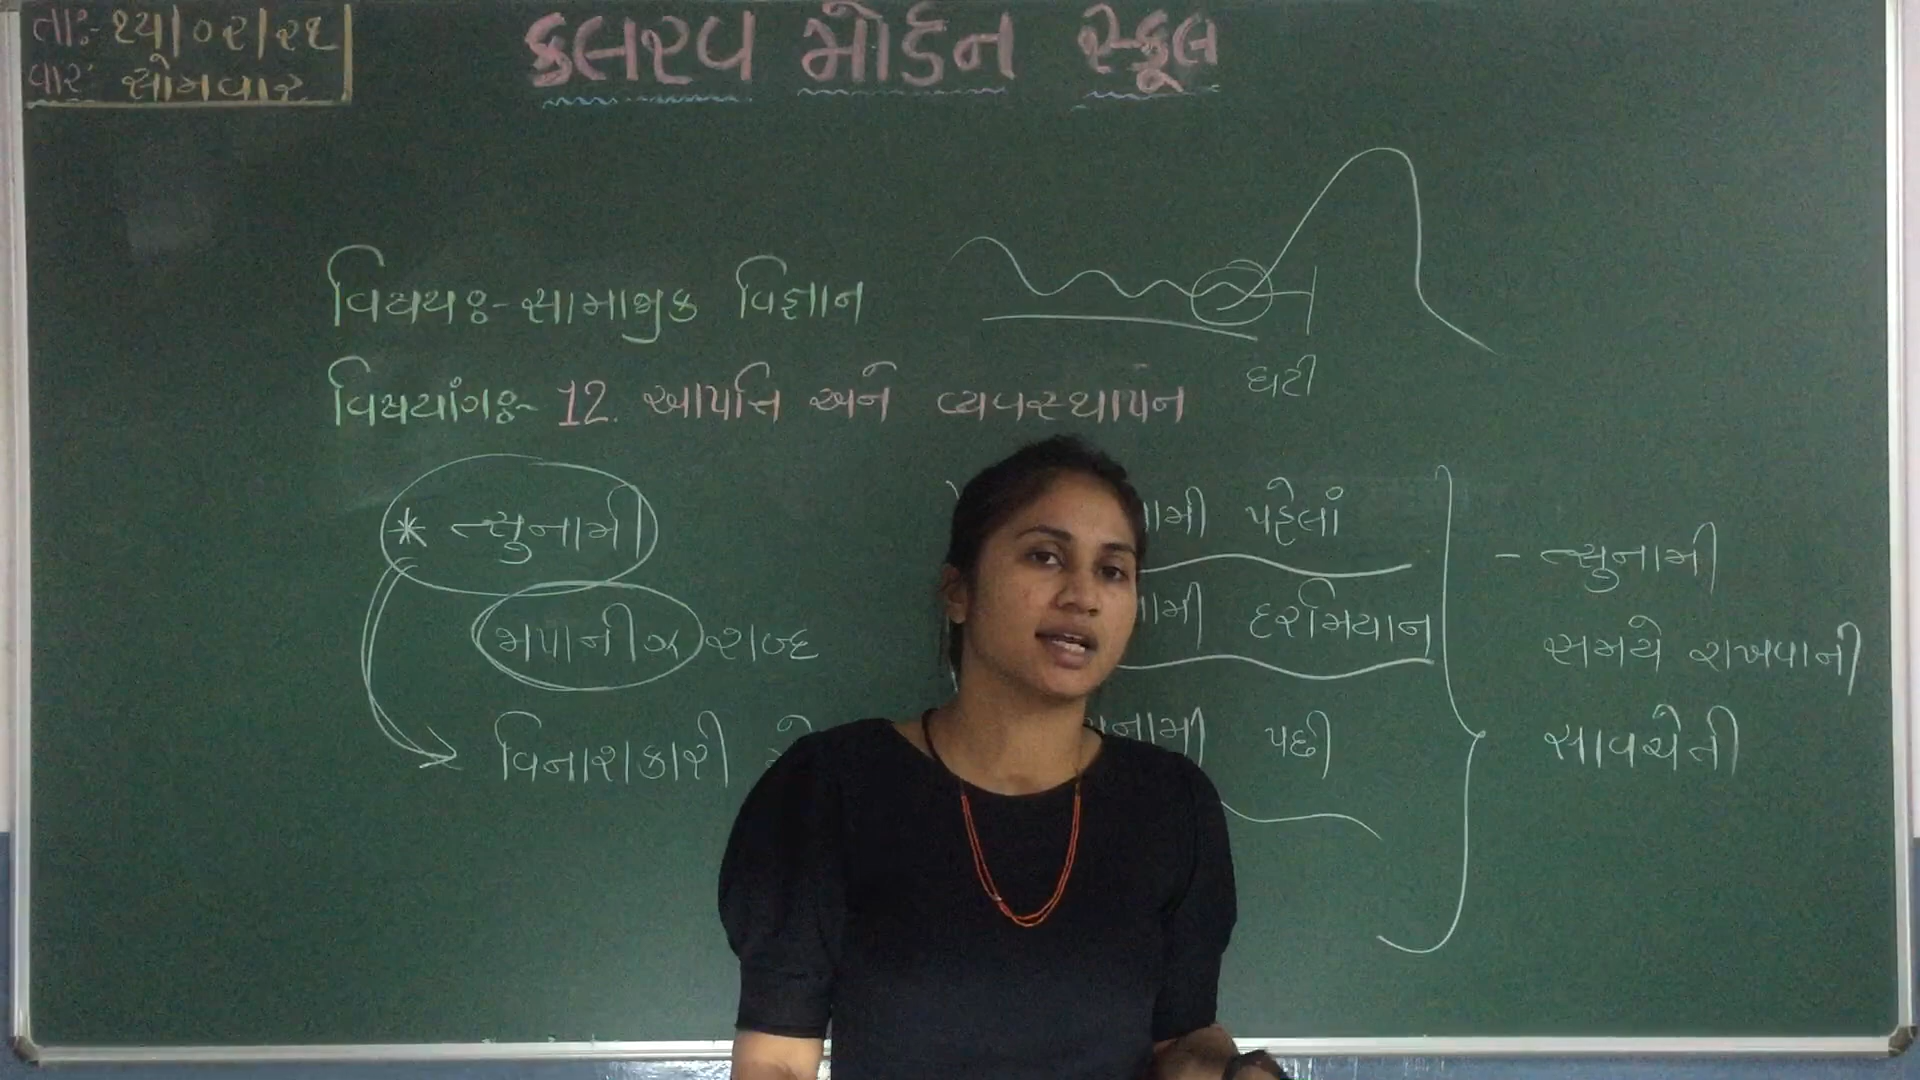 તા:- ૧૫/૦૨/૨૧
વાર: સોમવાર
કલરવ મોર્ડન સ્કૂલ
વિષય:- સામાજીક વિજ્ઞાન
વિષયાંગ:- 12. આપત્તિ અને વ્યવસ્થાપન
ઘટી
* ત્સુનામી
જાપાનીઝ શબ્દ
વિનાશકારી
પહેલાં
દરમિયાન
પછી
- ત્સુનામી
સમયે રાખવાની
સાવચેતી